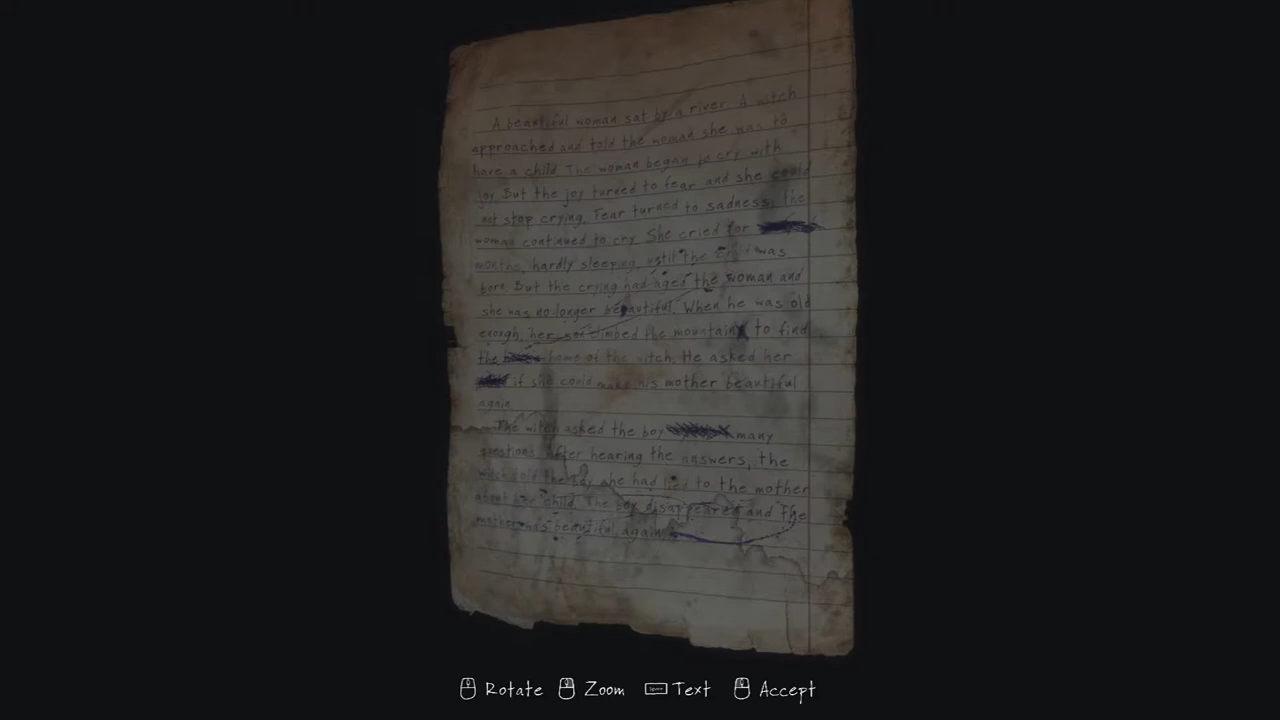 A beautiful woman sat by a river. A witch
approached and told the woman she was to
have a child The woman began to cry with
joy. But the joy turned to fear and she could
not stop crying. Fear turned to sadness, the
woman continued to cry. She cried for
months, hardly sleeping, until the child was
born But the crying had aged the woman and
she was no longer beautiful. When he was old
enough, her son climbed the mountain to find
the home of the witch. He asked her
if she could make his mother beautiful
again
The witch asked the boy many
questions. After hearing the answers, the
witch told the boy she had lied to the mother
about her child. The boy disappeared and the
mother was beautiful again.
Rotate Zoom Space Text Accept